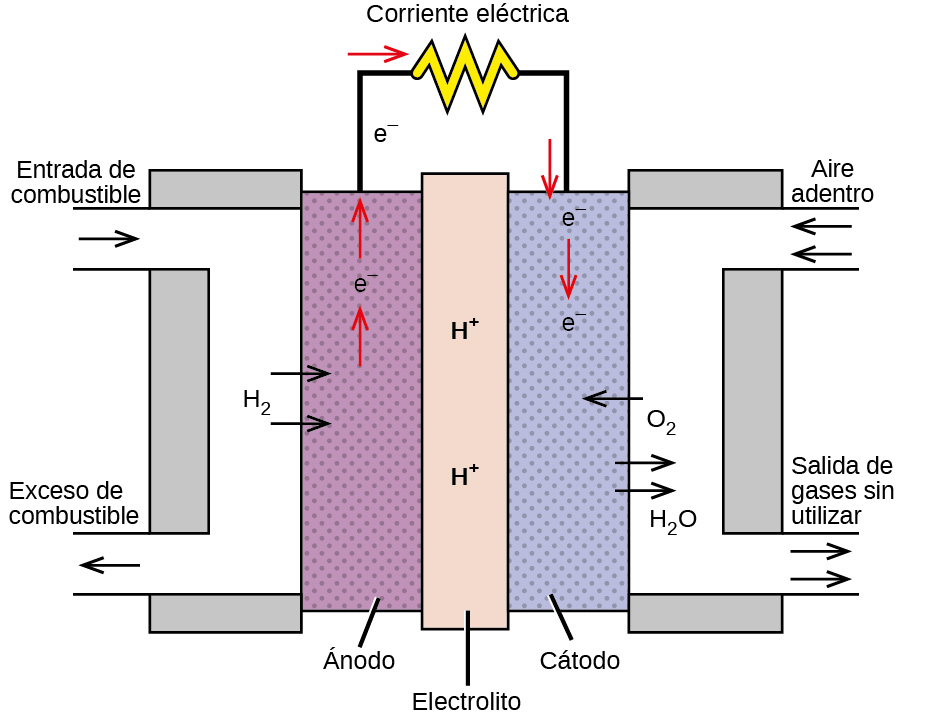 Corriente eléctrica
e⁻
Entrada de
combustible
Aire
adentro
e⁻
e⁻
e⁻
H⁺
H₂
O₂
H⁺
Exceso de
combustible
Salida de
gases sin
utilizar
H₂O
Ánodo
Cátodo
Electrolito